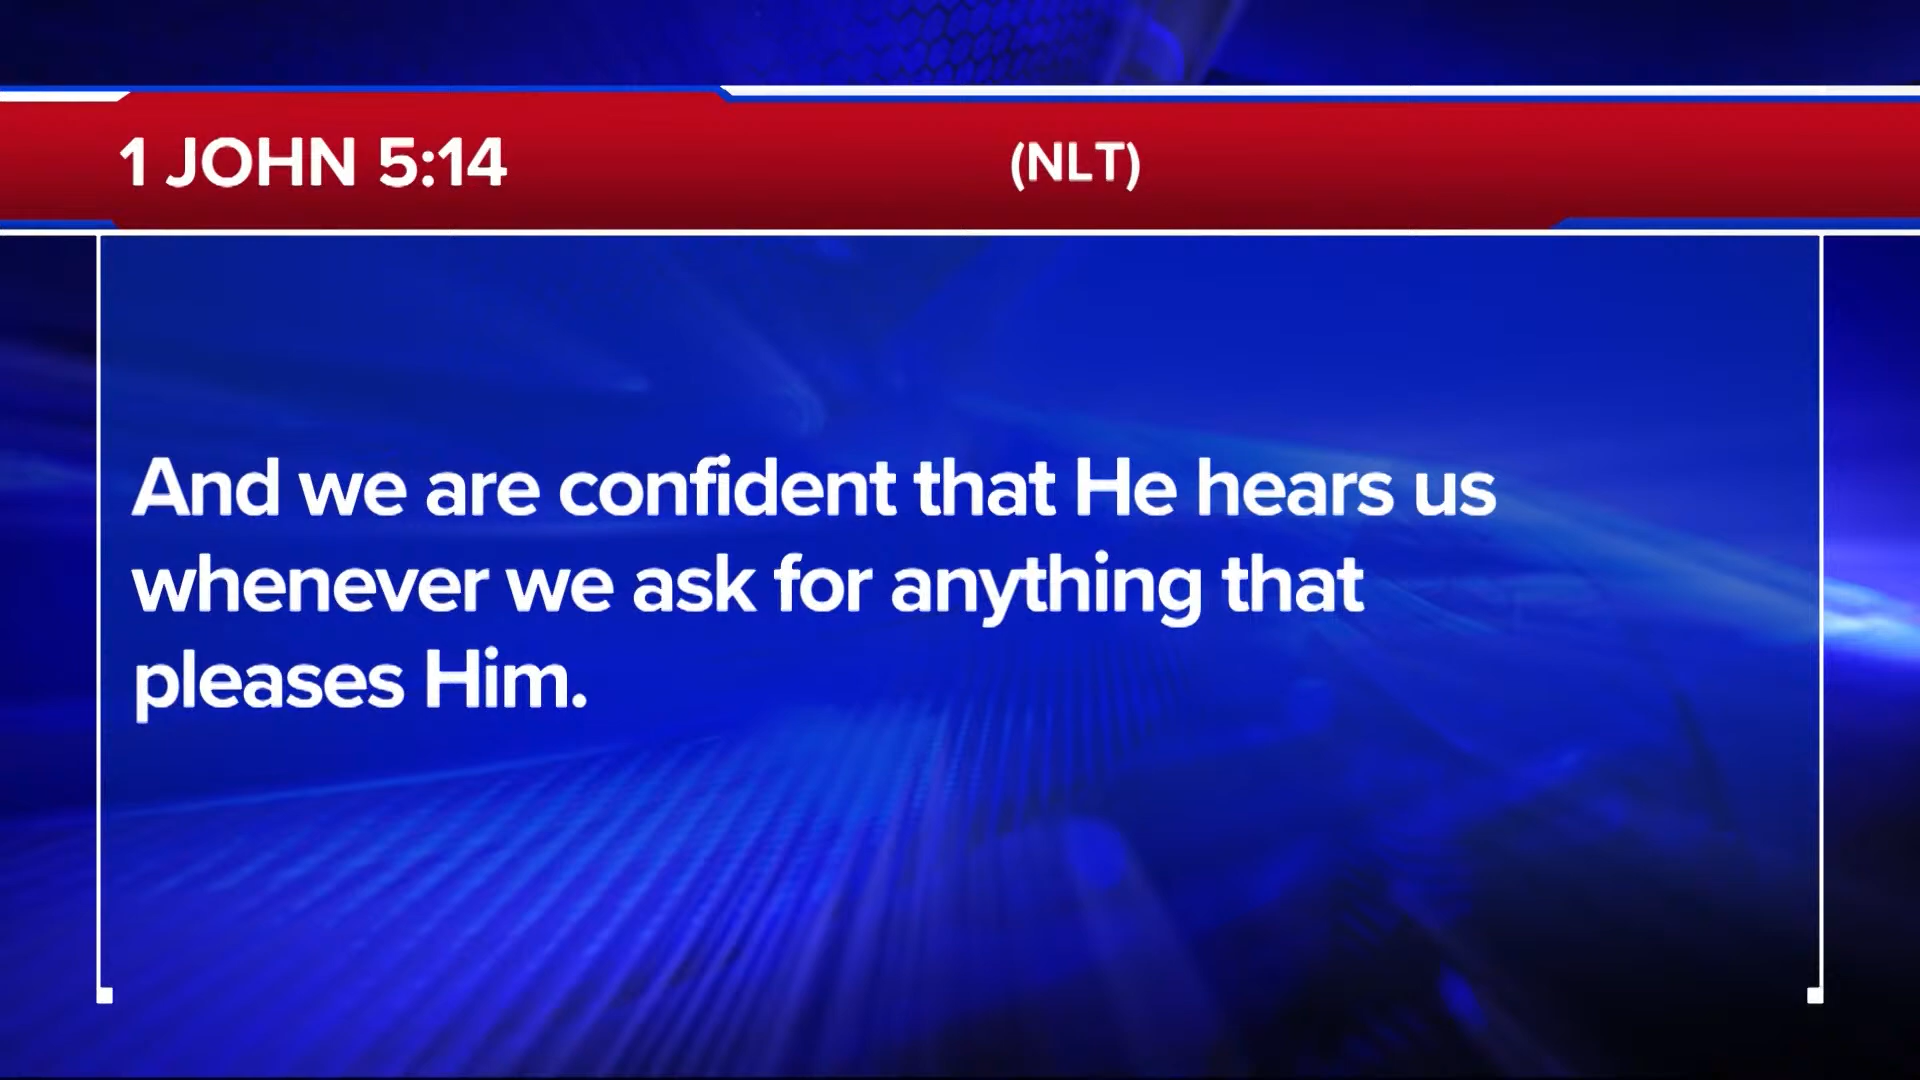 1 JOHN 5:14 (NLT)
And we are confident that He hears us
whenever we ask for anything that
pleases Him.